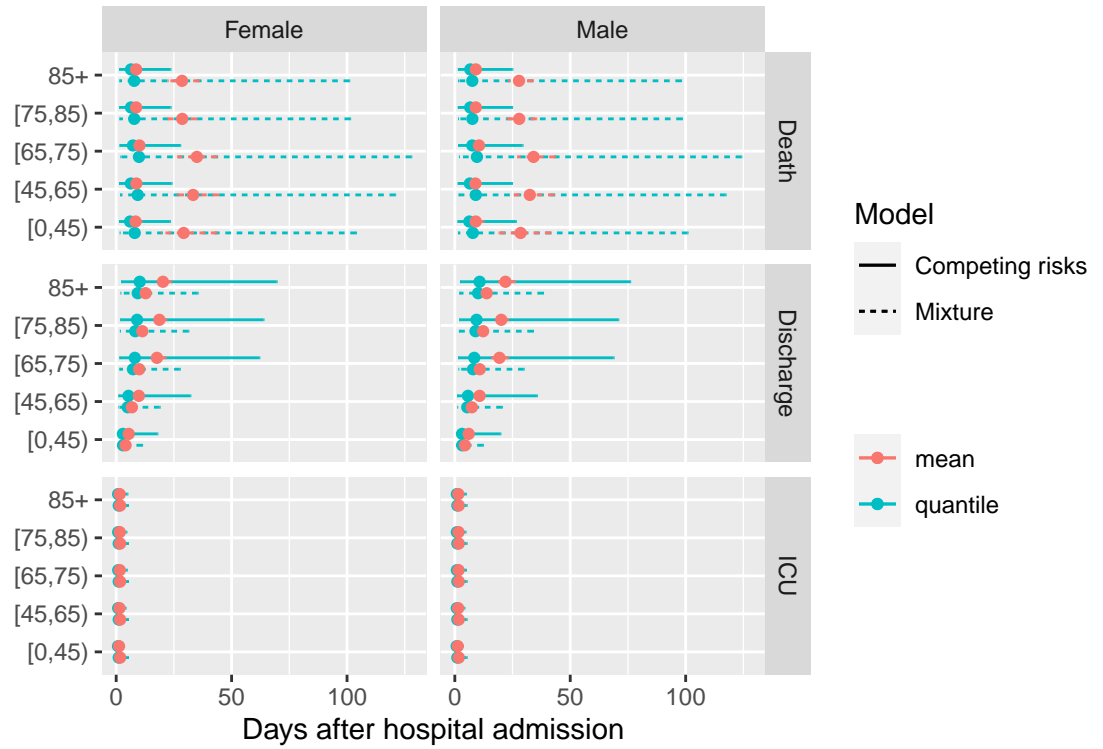 Female
Male
85+
[75,85)
[65,75)
[45,65)
[0,45)
Death
85+
[75,85)
[65,75)
[45,65)
[0,45)
Discharge
85+
[75,85)
[65,75)
[45,65)
[0,45)
ICU
0
50
100
0
50
100
Days after hospital admission
Model
Competing risks
Mixture
mean
quantile